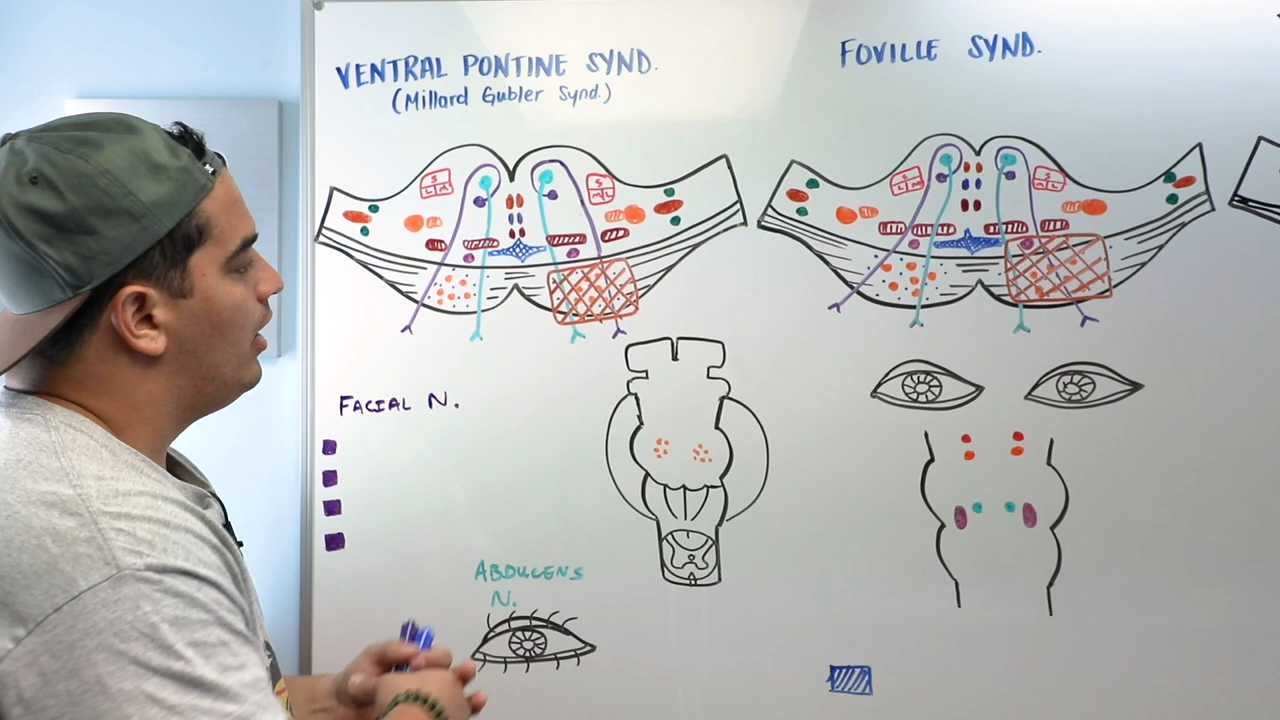 VENTRAL PONTINE SYND.
(Millard Gubler Synd.)
FOVILLE SYND.
S
L M
S
M L
S
L M
S
M L
FACIAL N.
ABDUCENS
N.